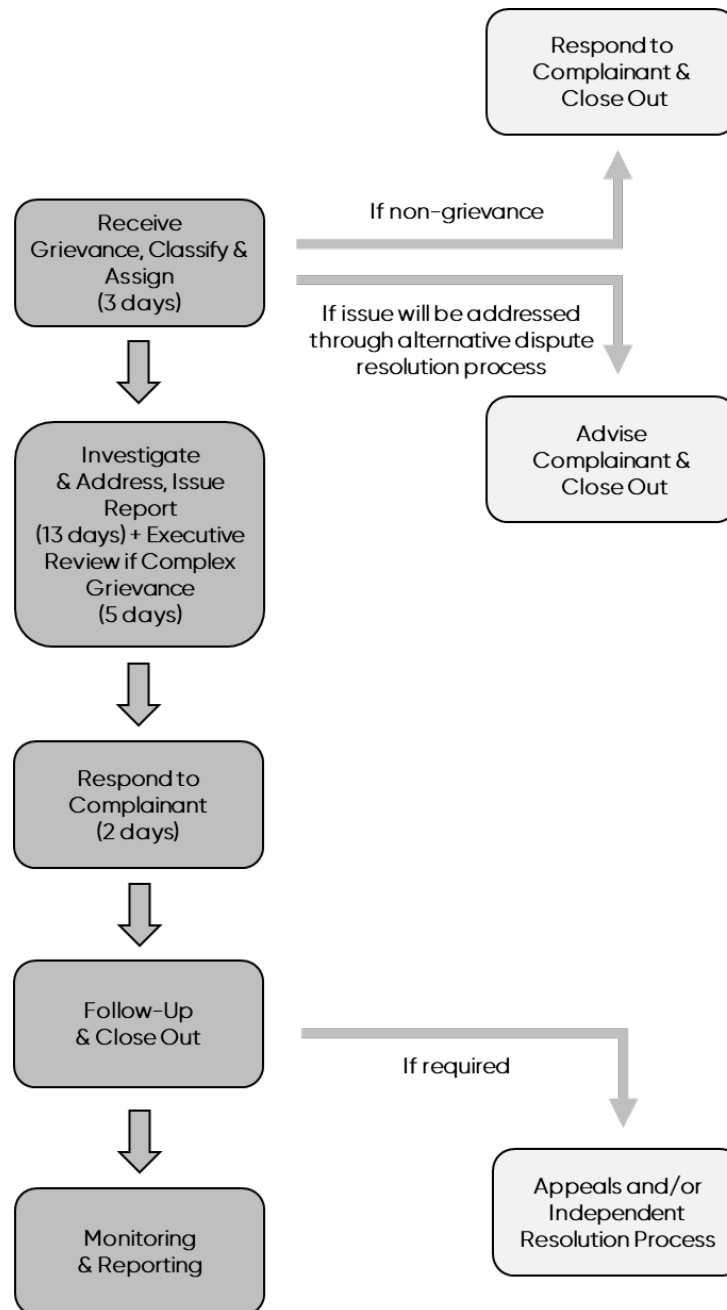 Respond to
Complainant &
Close Out
Receive
Grievance, Classify &
Assign
(3 days)
If non-grievance
If issue will be addressed
through alternative dispute
resolution process
Advise
Complainant &
Close Out
Investigate
& Address, Issue
Report
(13 days) + Executive
Review if Complex
Grievance
(5 days)
Respond to
Complainant
(2 days)
Follow-Up
& Close Out
If required
Appeals and/or
Independent
Resolution Process
Monitoring
& Reporting